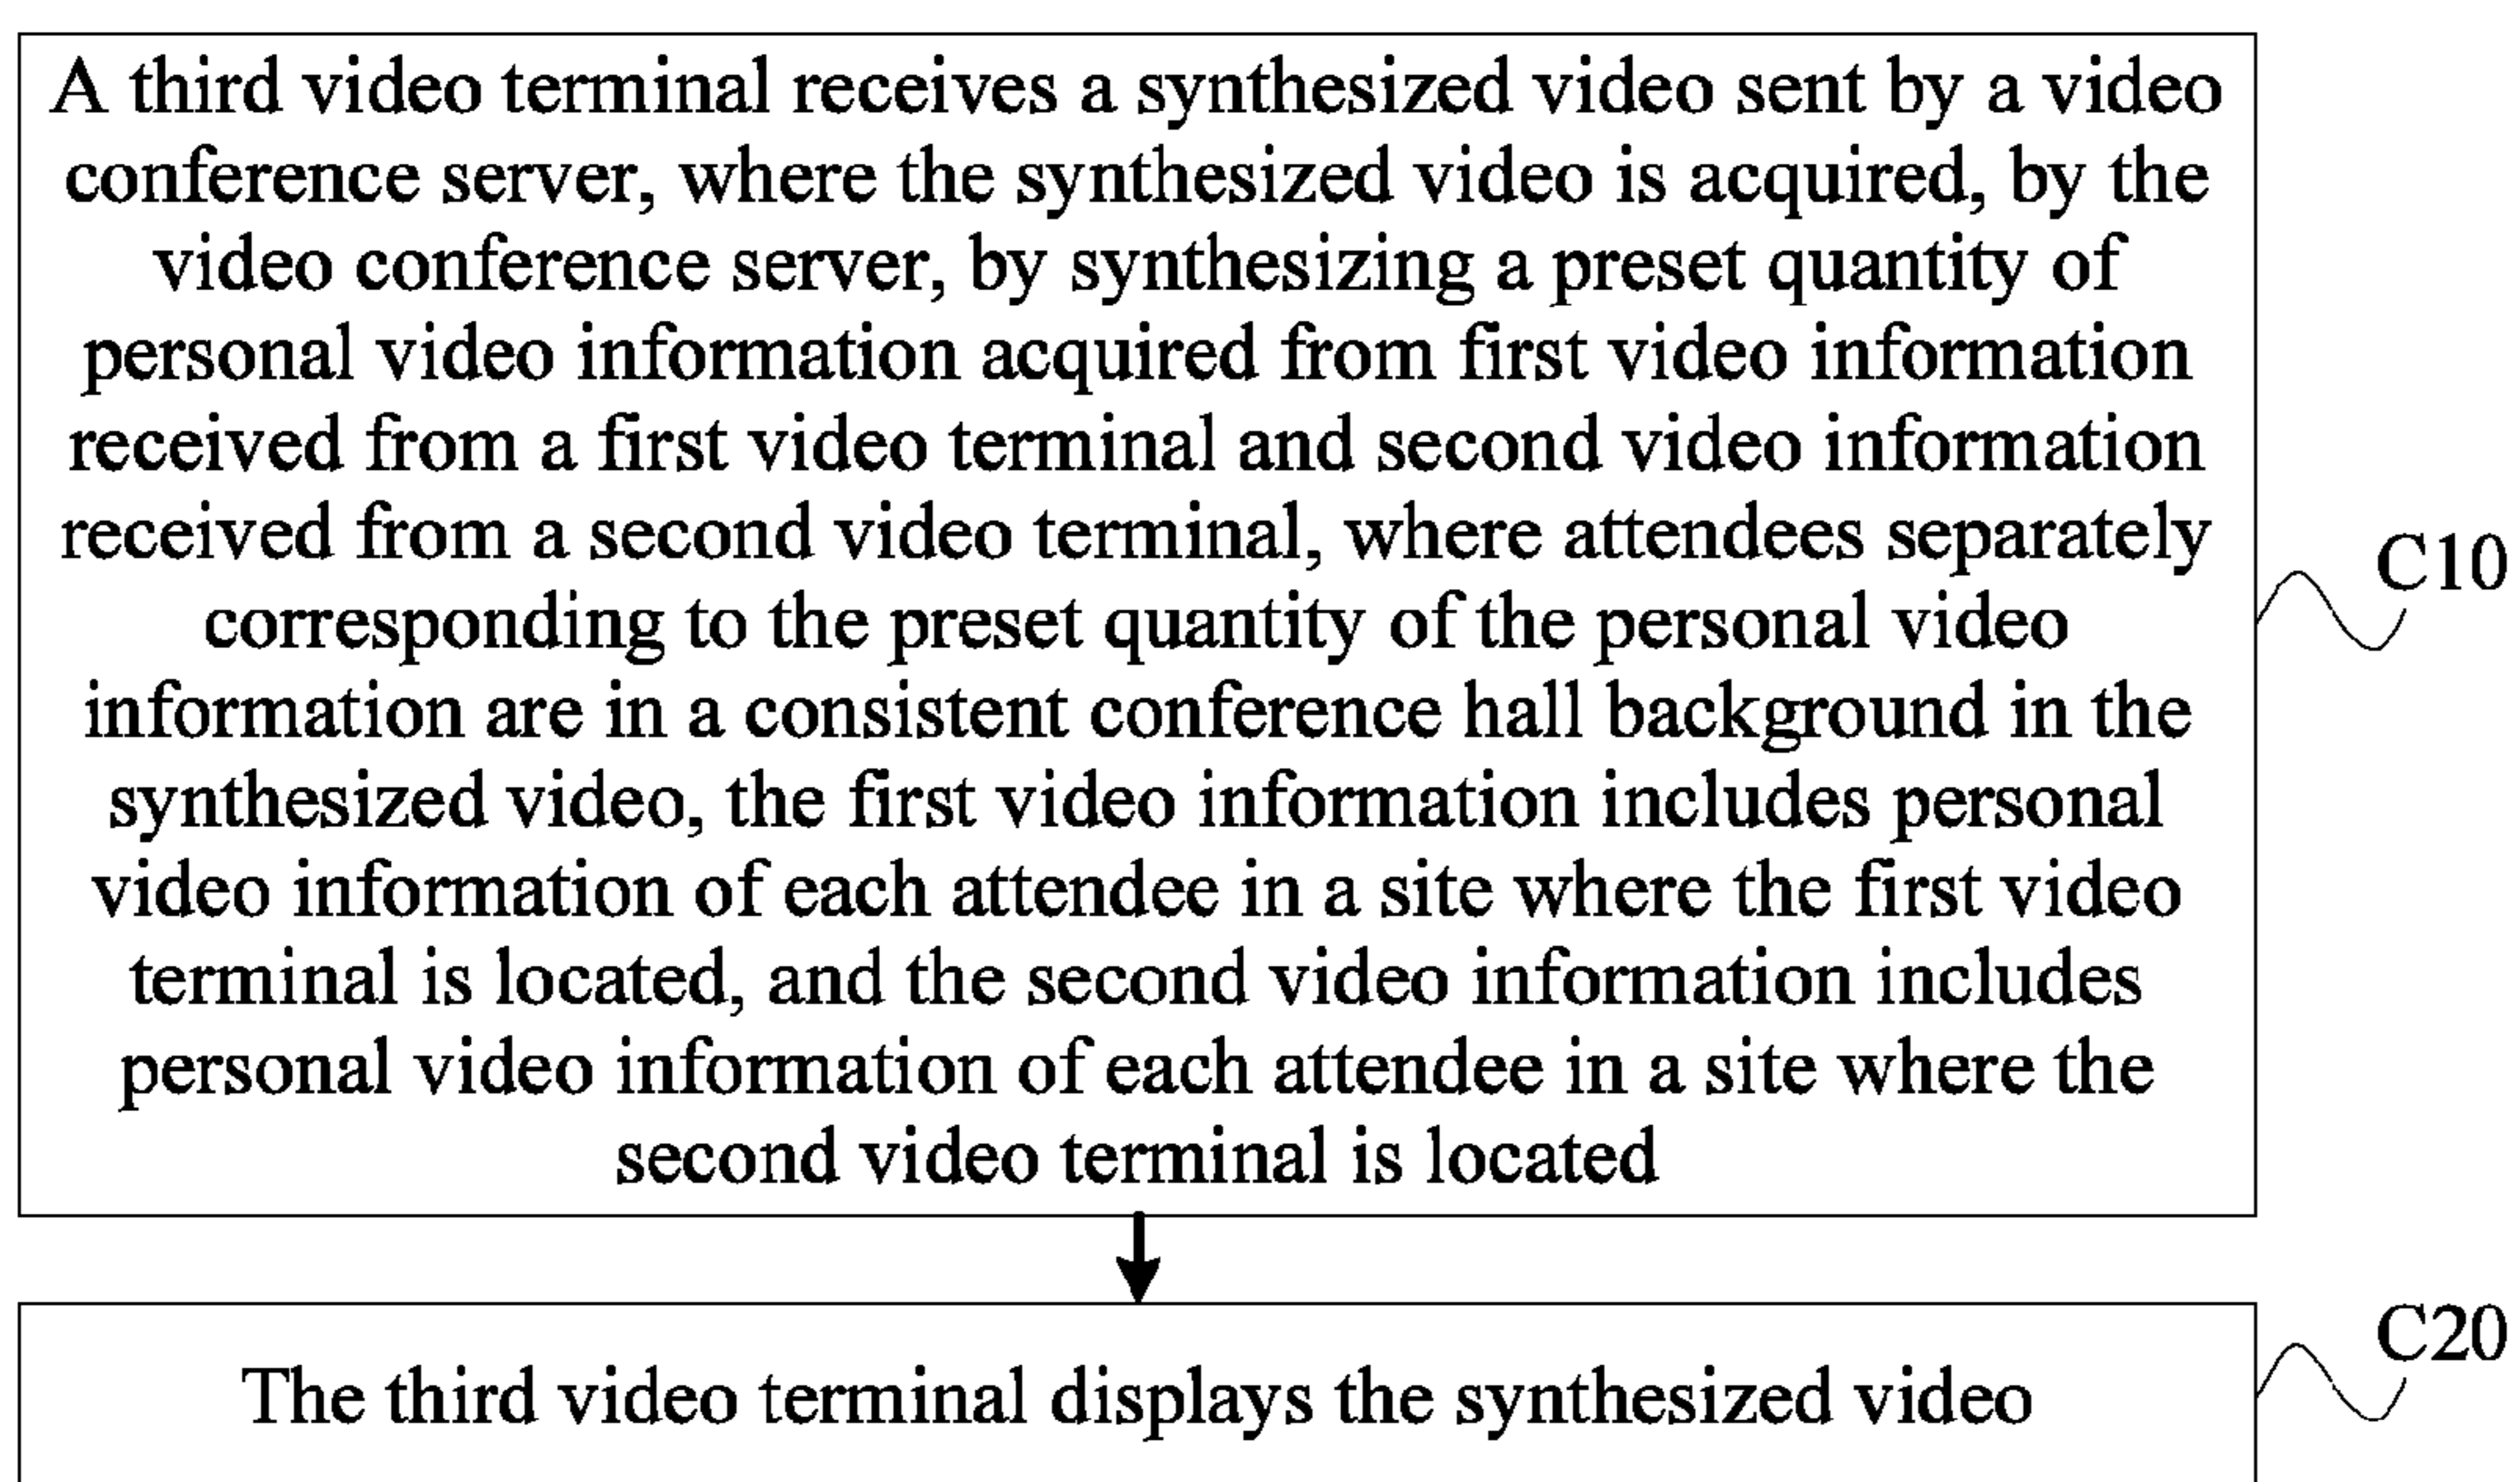 A third video terminal receives a synthesized video sent by a video
conference server, where the synthesized video is acquired, by the
video conference server, by synthesizing a preset quantity of
personal video information acquired from first video information
received from a first video terminal and second video information
received from a second video terminal, where attendees separately
corresponding to the preset quantity of the personal video
information are in a consistent conference hall background in the
synthesized video, the first video information includes personal
video information of each attendee in a site where the first video
terminal is located, and the second video information includes
personal video information of each attendee in a site where the
second video terminal is located
C10
The third video terminal displays the synthesized video
C20